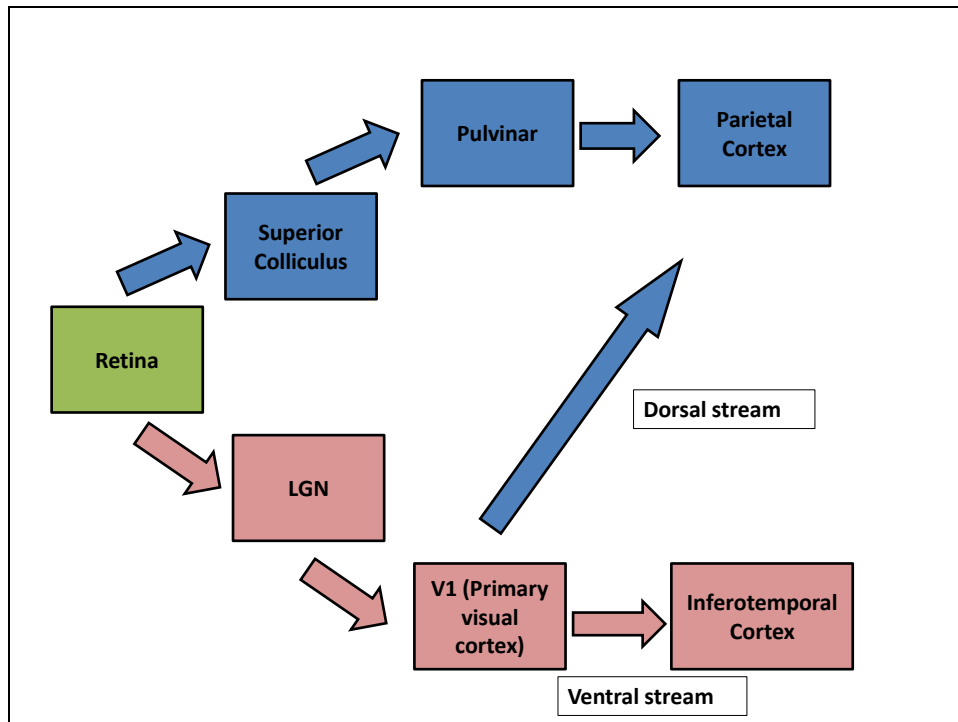 Pulvinar
Parietal
Cortex
Superior
Colliculus
Retina
Dorsal stream
LGN
V1 (Primary
visual
cortex)
Inferotemporal
Cortex
Ventral stream